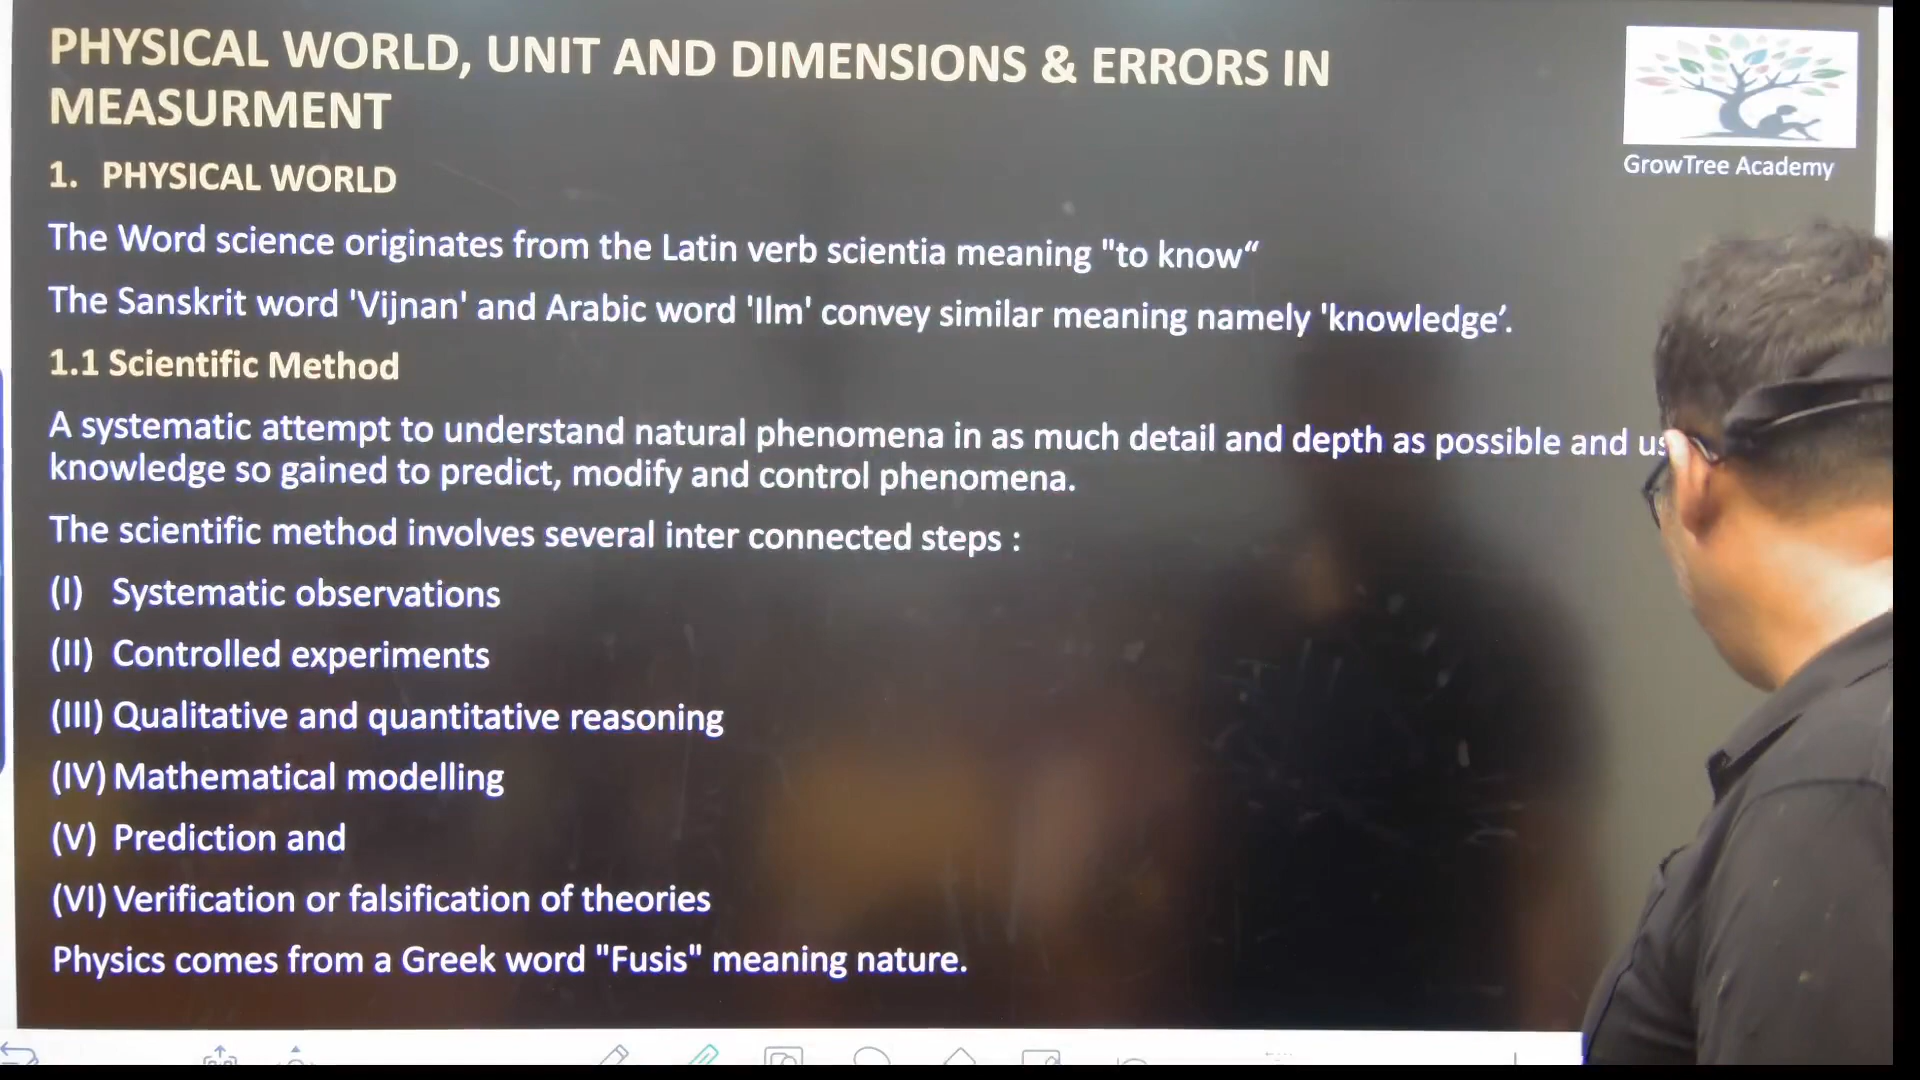 PHYSICAL WORLD, UNIT AND DIMENSIONS & ERRORS IN
MEASURMENT
GrowTree Academy
1. PHYSICAL WORLD
The Word science originates from the Latin verb scientia meaning "to know“
The Sanskrit word 'Vijnan' and Arabic word 'Ilm' convey similar meaning namely 'knowledge’.
1.1 Scientific Method
A systematic attempt to understand natural phenomena in as much detail and depth as possible and
knowledge so gained to predict, modify and control phenomena.
The scientific method involves several inter connected steps :
(I) Systematic observations
(II) Controlled experiments
(III) Qualitative and quantitative reasoning
(IV) Mathematical modelling
(V) Prediction and
(VI) Verification or falsification of theories
Physics comes from a Greek word "Fusis" meaning nature.